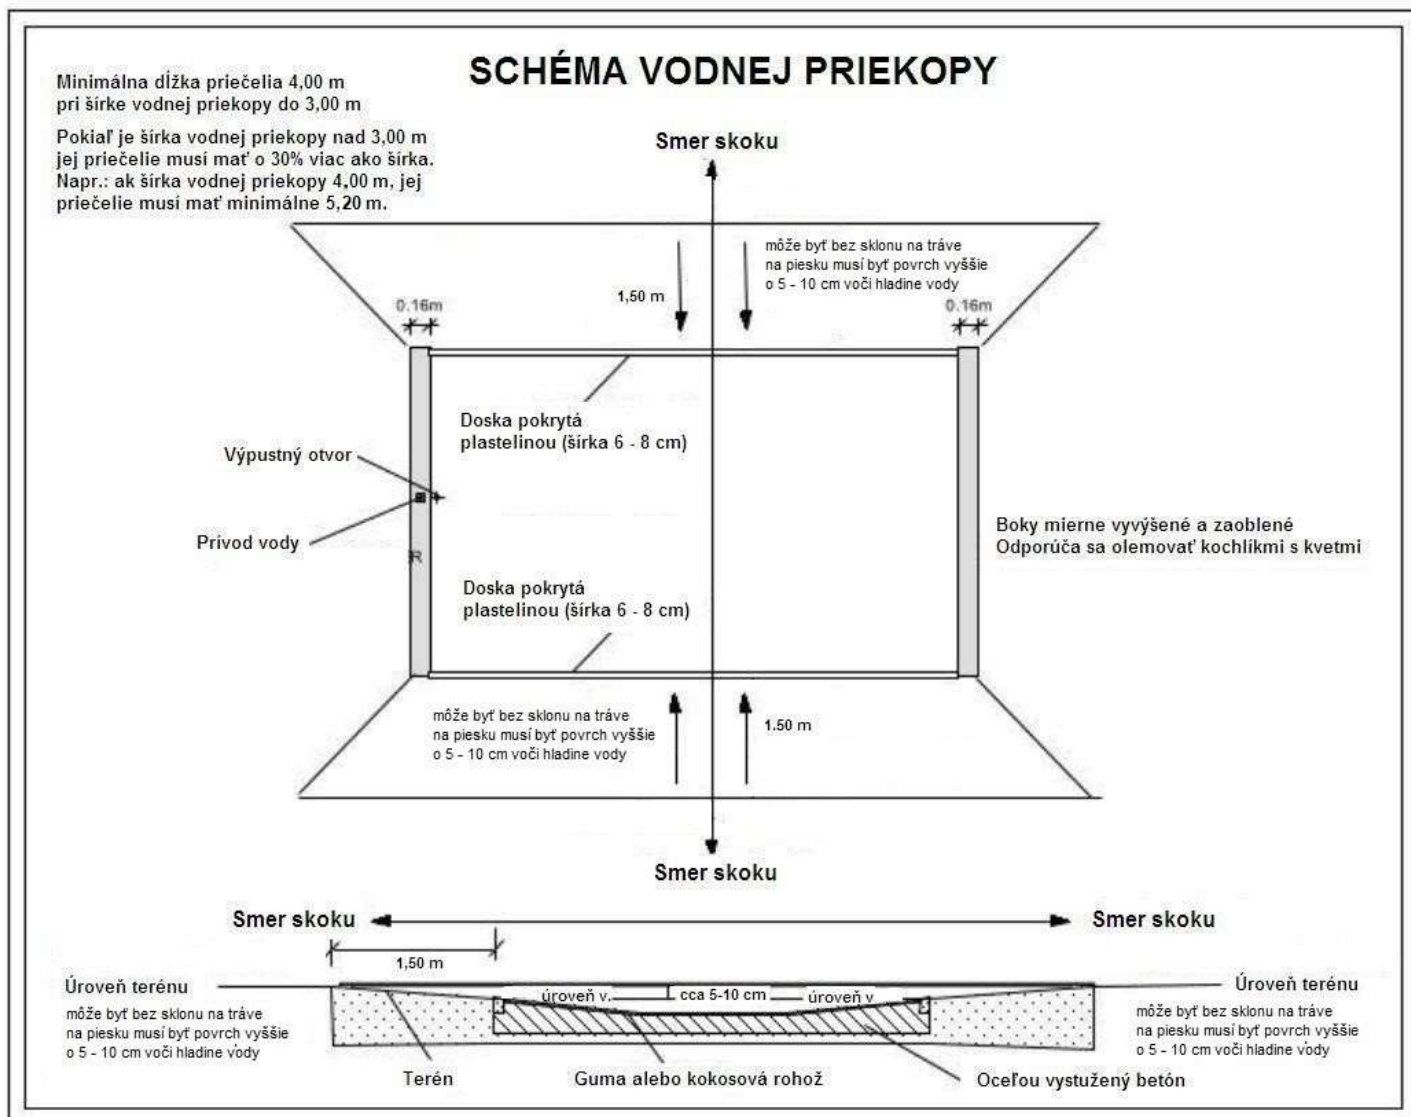 SCHÉMA VODNEJ PRIEKOPY
Minimálna dĺžka priečelia 4,00 m
pri šírke vodnej priekopy do 3,00 m
Pokiaľ je šírka vodnej priekopy nad 3,00 m
jej priečelie musí mať o 30% viac ako šírka.
Napr.: ak šírka vodnej priekopy 4,00 m, jej
priečelie musí mať minimálne 5,20 m.
Smer skoku
môže byť bez sklonu na tráve
na piesku musí byť povrch vyššie
o 5 - 10 cm voči hladine vody
1,50 m
0.16m
0.16m
Doska pokrytá
plastelinou (šírka 6 - 8 cm)
Výpustný otvor
Prívod vody
R
Boky mierne vyvýšené a zaoblené
Odporúča sa olemovať kochlíkmi s kvetmi
Doska pokrytá
plastelinou (šírka 6 - 8 cm)
môže byť bez sklonu na tráve
na piesku musí byť povrch vyššie
o 5 - 10 cm voči hladine vody
1.50 m
Smer skoku
Smer skoku
Smer skoku
1,50 m
Úroveň terénu
môže byť bez sklonu na tráve
na piesku musí byť povrch vyššie
o 5 - 10 cm voči hladine vody
úroveň v.
cca 5-10 cm
úroveň v
Úroveň terénu
môže byť bez sklonu na tráve
na piesku musí byť povrch vyššie
o 5 - 10 cm voči hladine vody
Terén
Guma alebo kokosová rohož
Oceľou vystužený betón